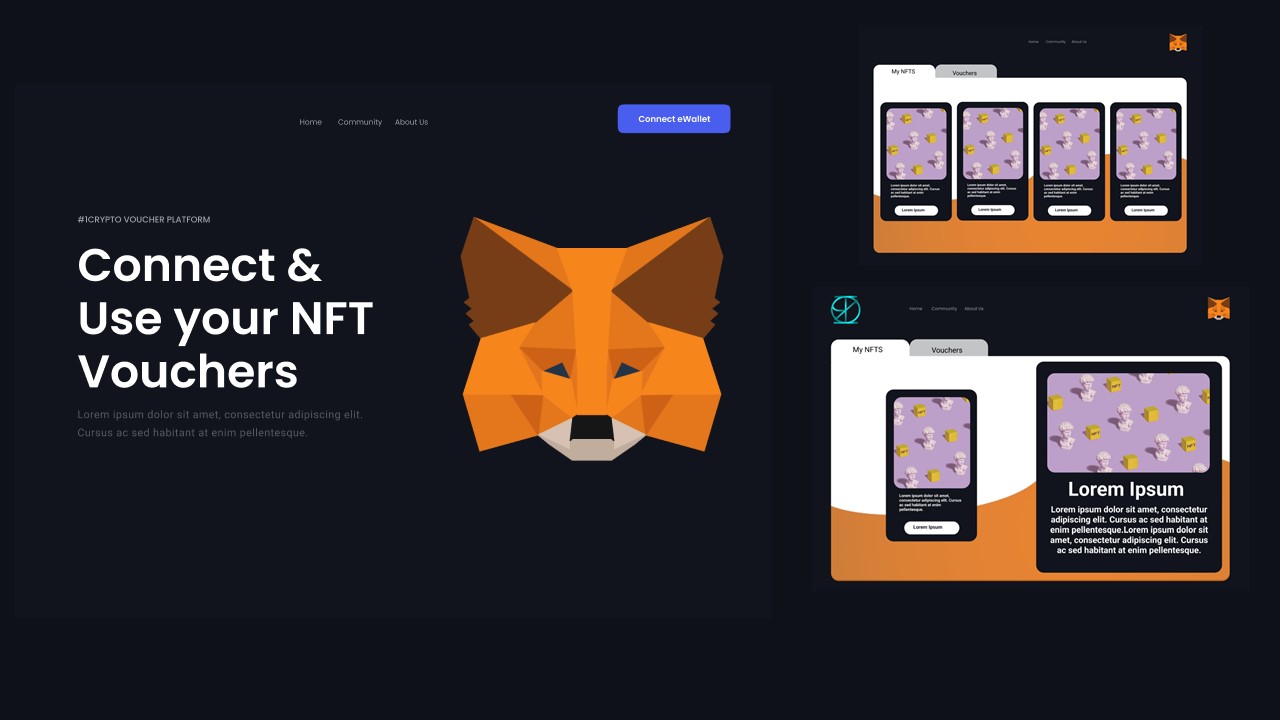 Home Community About Us
Connect eWallet
#1CRYPTO VOUCHER PLATFORM
Connect &
Use your NFT
Vouchers
Lorem ipsum dolor sit amet, consectetur adipiscing elit.
Cursus ac sed habitant at enim pellentesque.
Home Community About Us
My NFTS
Vouchers
Lorem ipsum dolor sit amet,
consectetur adipiscing elit. Cursus
ac sed habitant at enim
pellentesque.
Lorem Ipsum
Lorem ipsum dolor sit amet,
consectetur adipiscing elit. Cursus
ac sed habitant at enim
pellentesque.
Lorem Ipsum
Lorem ipsum dolor sit amet,
consectetur adipiscing elit. Cursus
ac sed habitant at enim
pellentesque.
Lorem Ipsum
Lorem ipsum dolor sit amet,
consectetur adipiscing elit. Cursus
ac sed habitant at enim
pellentesque.
Lorem Ipsum
Home Community About Us
My NFTS
Vouchers
NFT
Lorem ipsum dolor sit amet,
consectetur adipiscing elit. Cursus
ac sed habitant at enim
pellentesque.
Lorem Ipsum
NFT
NFT
NFT
Lorem Ipsum
Lorem ipsum dolor sit amet, consectetur
adipiscing elit. Cursus ac sed habitant at
enim pellentesque.Lorem ipsum dolor sit
amet, consectetur adipiscing elit. Cursus
ac sed habitant at enim pellentesque.